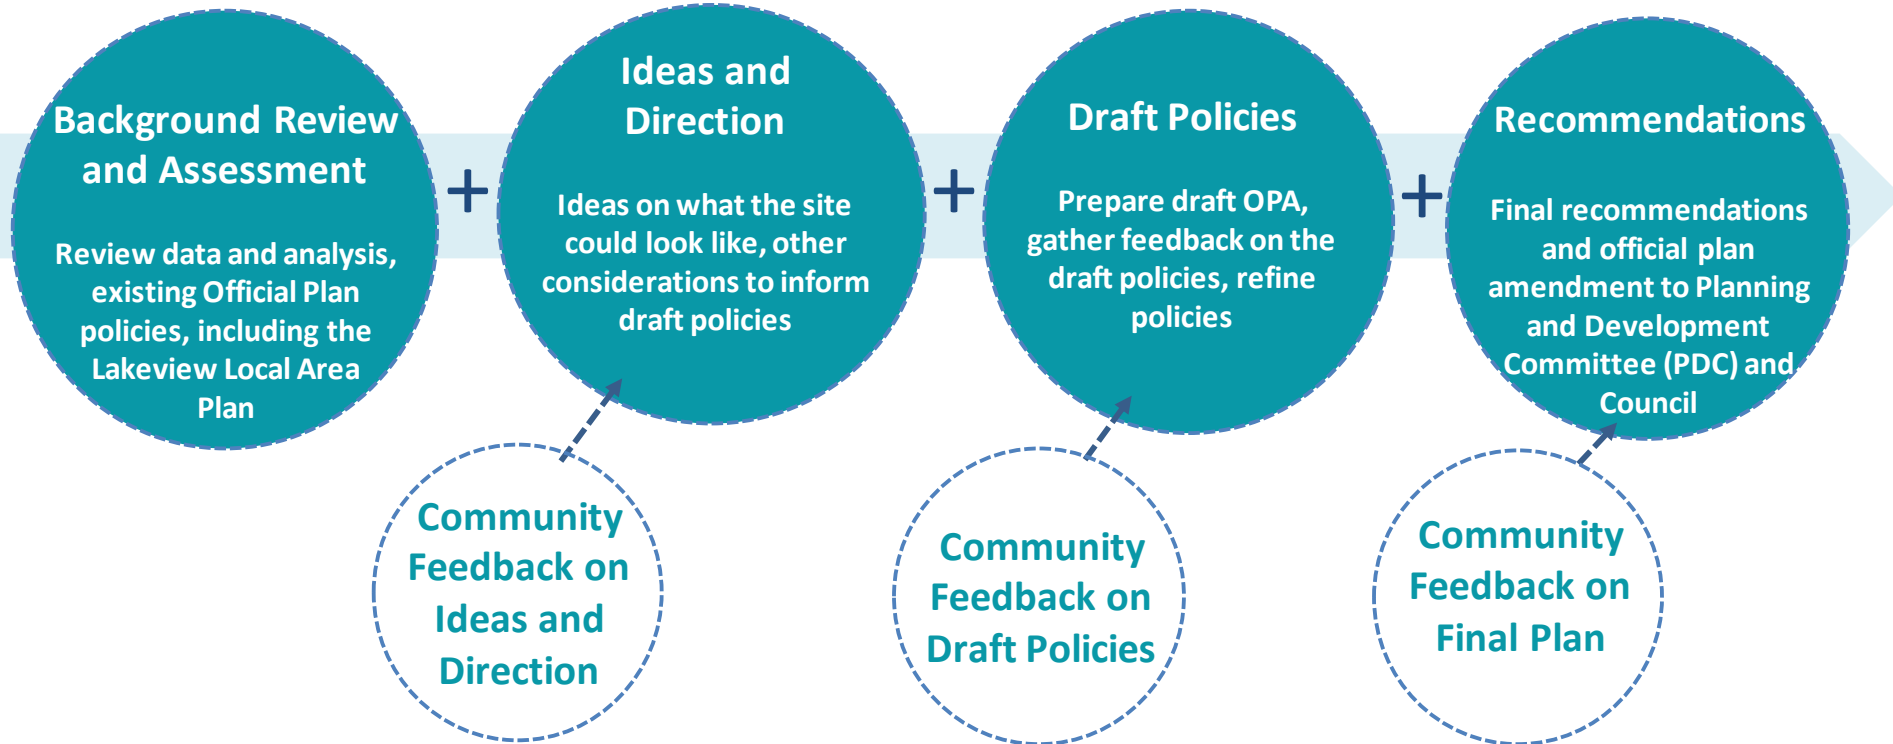 Background Review
and Assessment
Review data and analysis,
existing Official Plan
policies, including the
Lakeview Local Area
Plan
+
Ideas and
Direction
Ideas on what the site
could look like, other
considerations to inform
draft policies
+
Draft Policies
Prepare draft OPA,
gather feedback on the
draft policies, refine
policies
+
Recommendations
Final recommendations
and official plan
amendment to Planning
and Development
Committee (PDC) and
Council
Community
Feedback on
Ideas and
Direction
Community
Feedback on
Draft Policies
Community
Feedback on
Final Plan